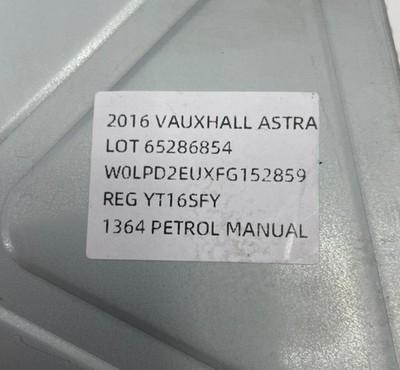 2016 VAUXHALL ASTRA
LOT 65286854
W0LPD2EUXFG152859
REG YT16SFY
1364 PETROL MANUAL